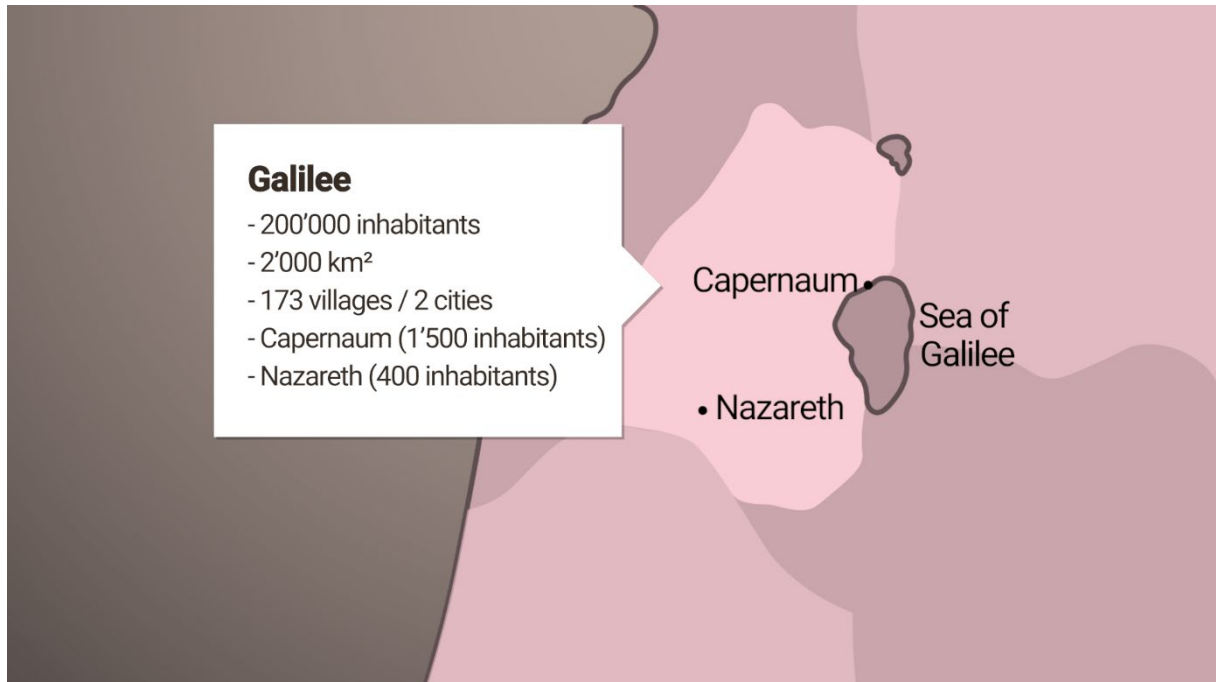 Galilee
- 200’000 inhabitants
- 2’000 km²
- 173 villages / 2 cities
- Capernaum (1’500 inhabitants)
- Nazareth (400 inhabitants)
Capernaum
Sea of
Galilee
Nazareth